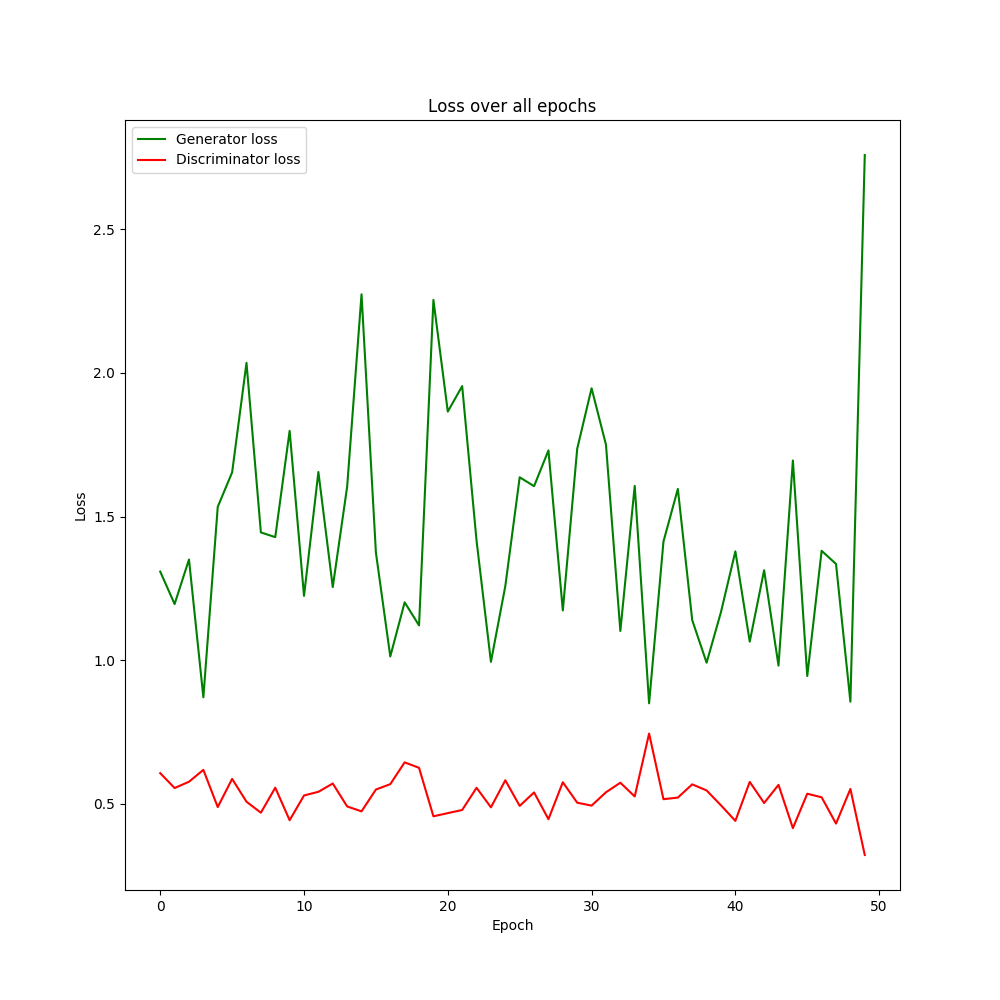 Loss over all epochs
Generator loss
Discriminator loss
2.5
2.0
1.5
1.0
0.5
Loss
0 10 20 30 40 50
Epoch